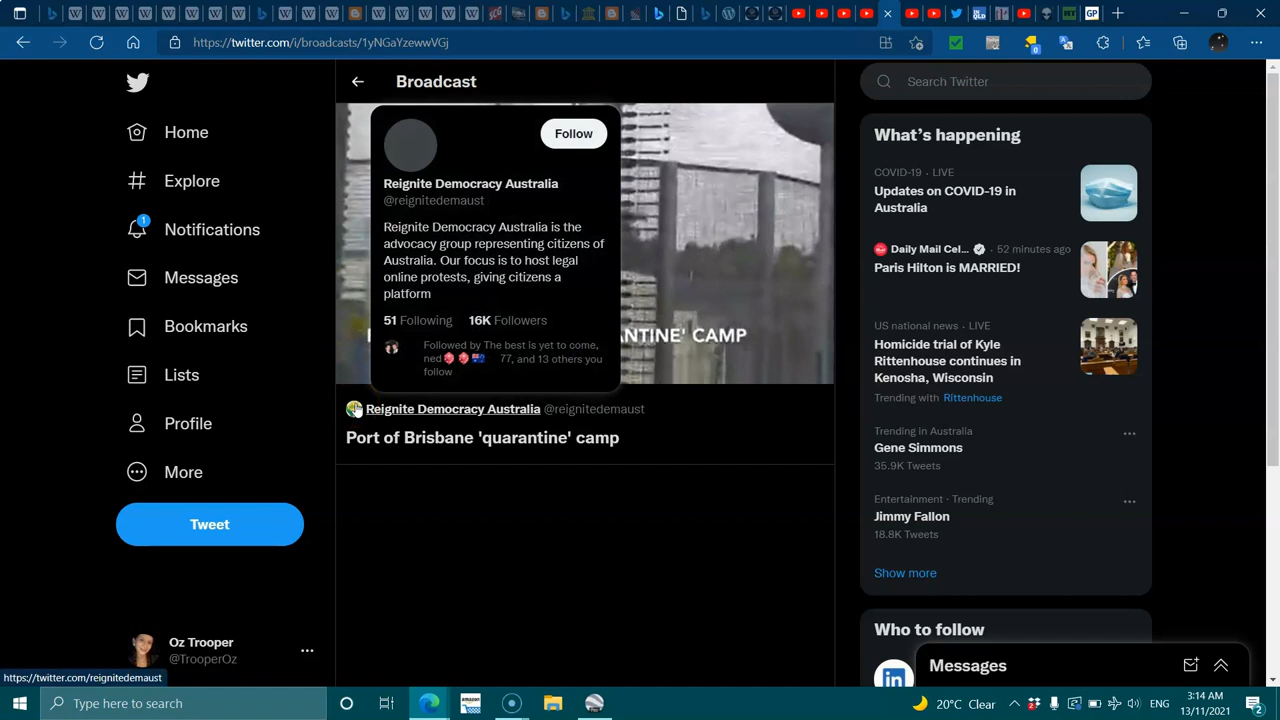 https://twitter.com/i/broadcasts/1yNGaYzewwVGj
Home
Explore
1
Notifications
Messages
Bookmarks
Lists
Profile
More
Tweet
Oz Trooper
@TrooperOz
https://twitter.com/reignitedemaust
Broadcast
Follow
Reignite Democracy Australia
@reignitedemaust
Reignite Democracy Australia is the
advocacy group representing citizens of
Australia. Our focus is to host legal
online protests, giving citizens a
platform
51 Following 16K Followers
Followed by The best is yet to come,
ned 77, and 13 others you
follow
ANTINE' CAMP
Reignite Democracy Australia @reignitedemaust
Port of Brisbane 'quarantine' camp
Search Twitter
What's happening
COVID-19 · LIVE
Updates on COVID-19 in
Australia
Daily Mail Cel... · 52 minutes ago
Paris Hilton is MARRIED!
US national news · LIVE
Homicide trial of Kyle
Rittenhouse continues in
Kenosha, Wisconsin
Trending with Rittenhouse
Trending in Australia
Gene Simmons
35.9K Tweets
Entertainment · Trending
Jimmy Fallon
18.8K Tweets
Show more
Who to follow
in
Messages
Type here to search
amazon
20°C Clear
ENG
3:14 AM
13/11/2021
2